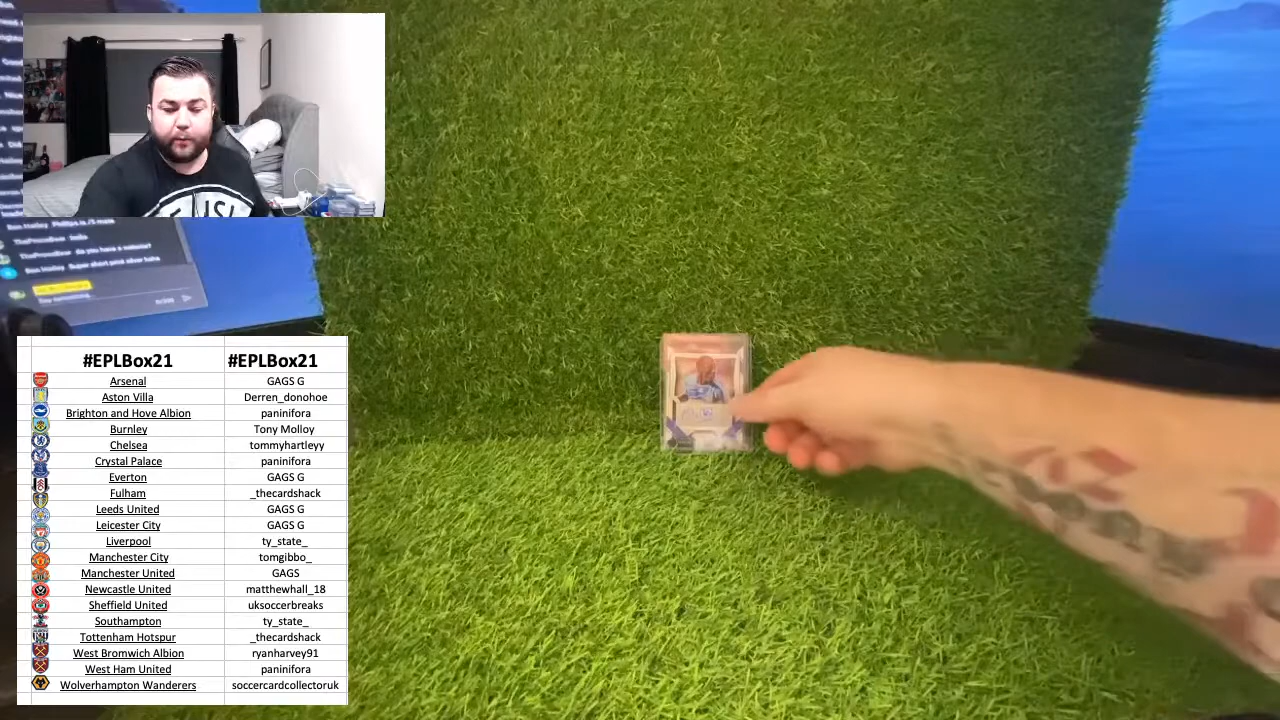 #EPLBox21 #EPLBox21
Arsenal GAGS G
Aston Villa Derren_donohoe
Brighton and Hove Albion paninifora
Burnley Tony Molloy
Chelsea tommyhartleyy
Crystal Palace paninifora
Everton GAGS G
Fulham _thecardshack
Leeds United GAGS G
Leicester City GAGS G
Liverpool ty_state_
Manchester City tomgibbo_
Manchester United GAGS
Newcastle United matthewhall_18
Sheffield United uksoccerbreaks
Southampton ty_state_
Tottenham Hotspur _thecardshack
West Bromwich Albion ryanharvey91
West Ham United paninifora
Wolverhampton Wanderers soccercardcollectoruk